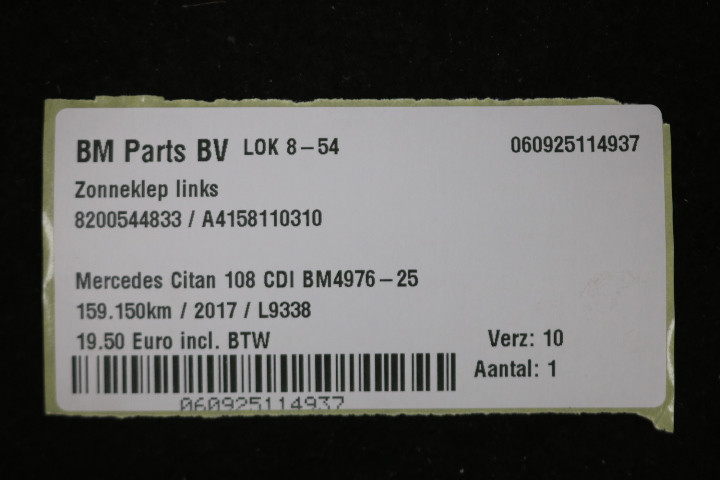 BM Parts BV LOK 8-54 060925114937
Zonneklep links
8200544833 / A4158110310
Mercedes Citan 108 CDI BM4976-25
159.150km / 2017 / L9338
19.50 Euro incl. BTW Verz: 10
Aantal: 1
060925114937